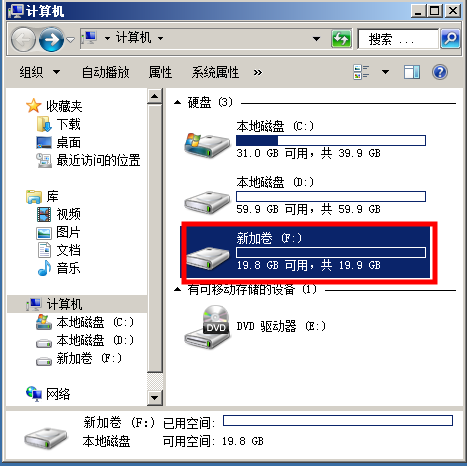 计算机
计算机
搜索 ...
组织 自动播放 属性 系统属性 »
收藏夹
下载
桌面
最近访问的位置
库
视频
图片
文档
音乐
计算机
本地磁盘 (C:)
本地磁盘 (D:)
新加卷 (F:)
网络
硬盘 (3)
本地磁盘 (C:)
31.0 GB 可用，共 39.9 GB
本地磁盘 (D:)
59.9 GB 可用，共 59.9 GB
新加卷 (F:)
19.8 GB 可用，共 19.9 GB
有可移动存储的设备 (1)
DVD
DVD 驱动器 (E:)
新加卷 (F:) 已用空间:
本地磁盘 可用空间: 19.8 GB